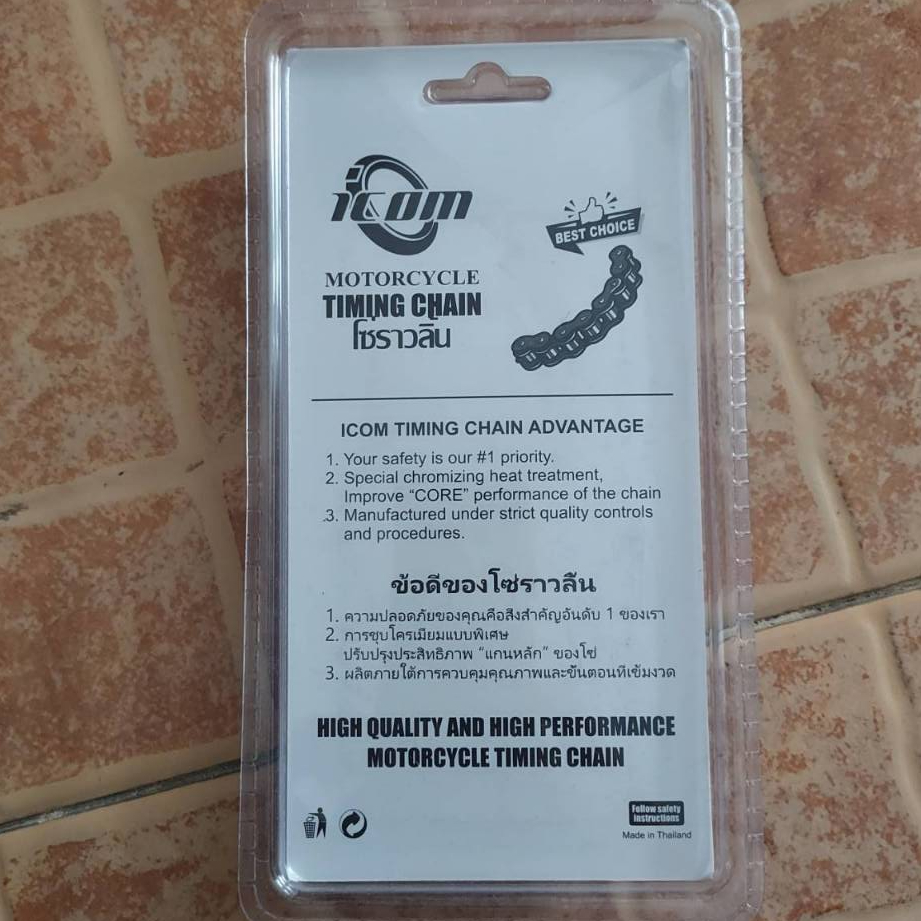 icom
BEST CHOICE
MOTORCYCLE
TIMING CHAIN
โซ่ราวลิ้น
ICOM TIMING CHAIN ADVANTAGE
1. Your safety is our #1 priority.
2. Special chromizing heat treatment,
Improve “CORE” performance of the chain
3. Manufactured under strict quality controls
and procedures.
ข้อดีของโซ่ราวลิ้น
1. ความปลอดภัยของคุณคือสิ่งสำคัญอันดับ 1 ของเรา
2. การชุบโครเมียมแบบพิเศษ
ปรับปรุงประสิทธิภาพ “แกนหลัก” ของโซ่
3. ผลิตภายใต้การควบคุมคุณภาพและขั้นตอนที่เข้มงวด
HIGH QUALITY AND HIGH PERFORMANCE
MOTORCYCLE TIMING CHAIN
Follow safety
instructions
Made in Thailand